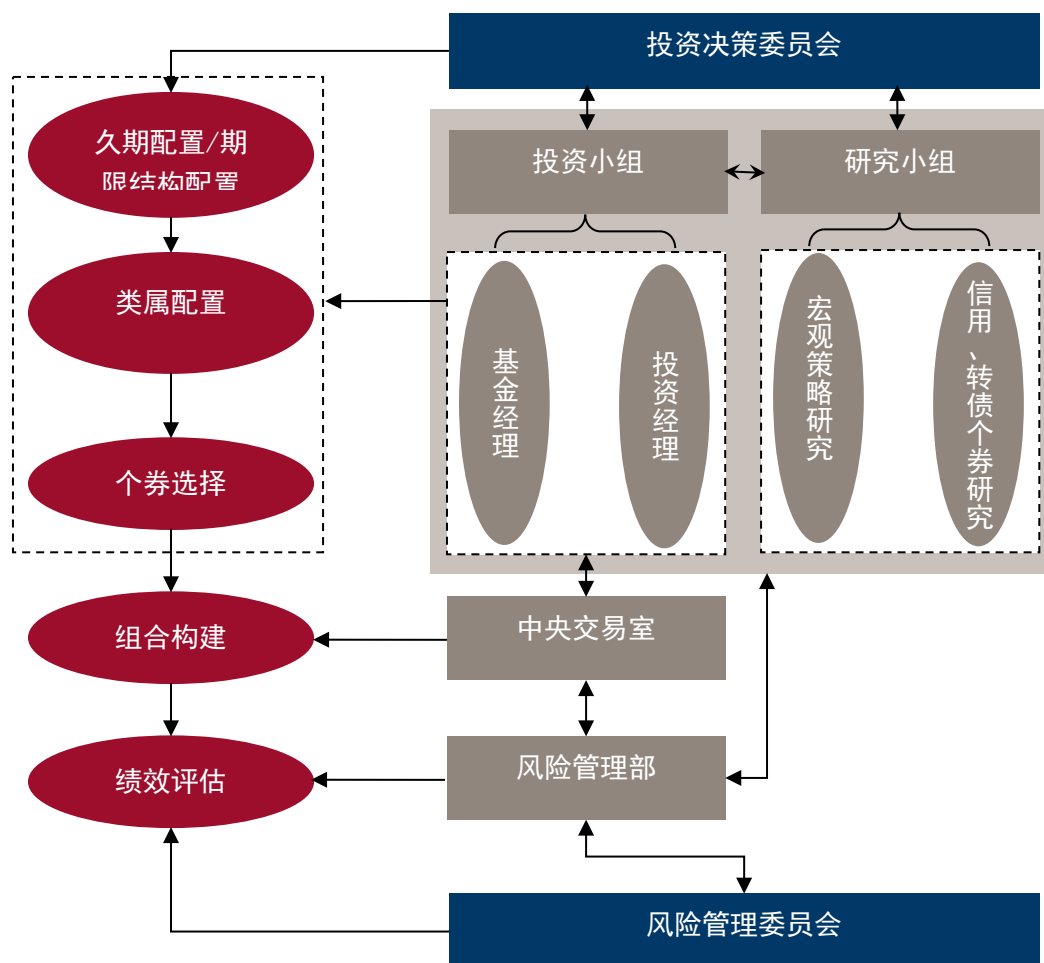 投资决策委员会
久期配置/期
限结构配置
投资小组
研究小组
类属配置
基金经理
投资经理
宏观策略研究
信用、转债个券研究
个券选择
组合构建
中央交易室
绩效评估
风险管理部
风险管理委员会